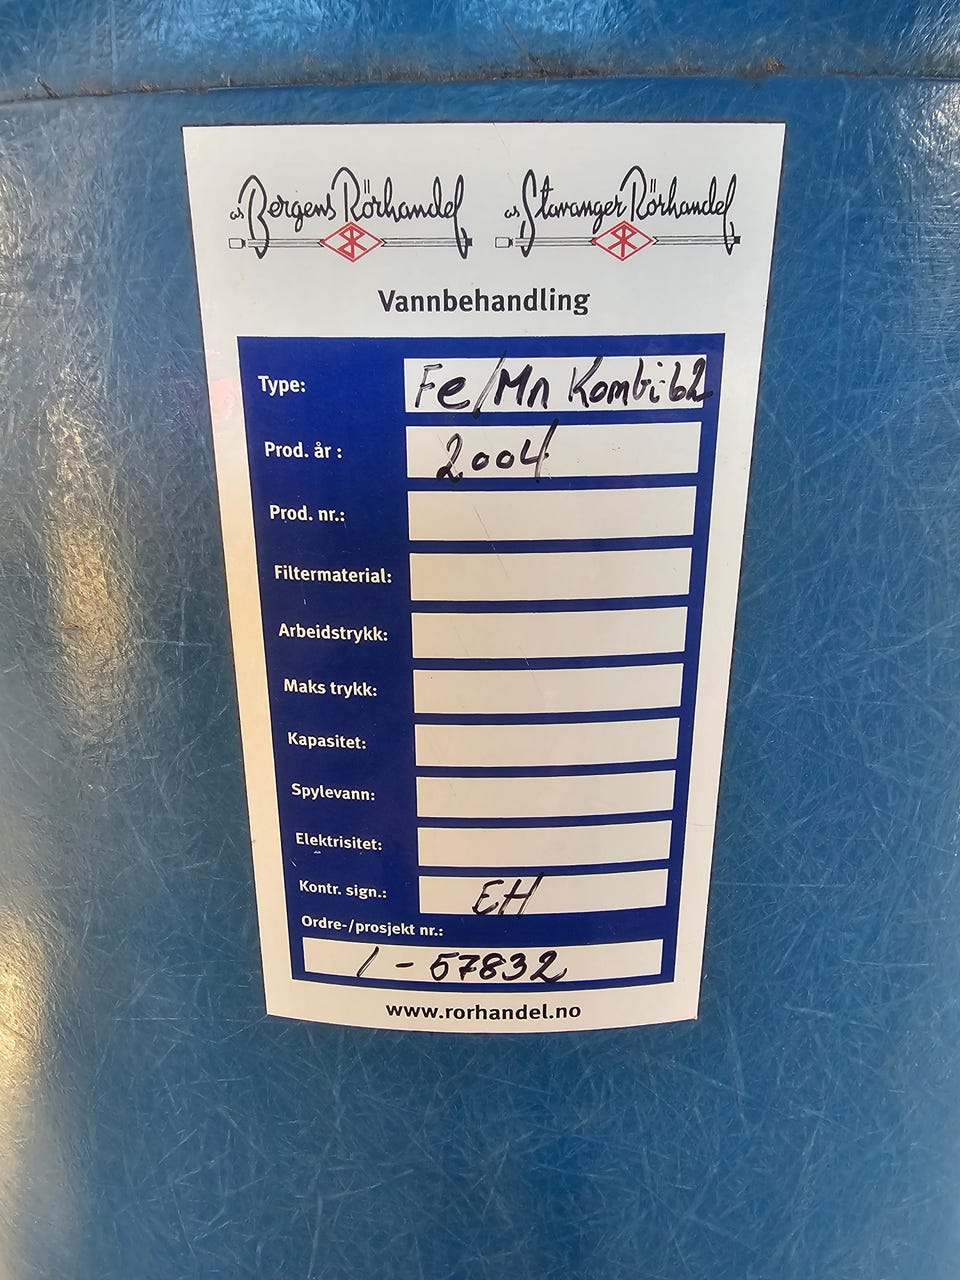 as Bergens Rörhandel as Stavanger Rörhandel
Vannbehandling
Type: Fe/Mn Kombi-62
Prod. år : 2004
Prod. nr.:
Filtermaterial:
Arbeidstrykk:
Maks trykk:
Kapasitet:
Spylevann:
Elektrisitet:
Kontr. sign.: EH
Ordre-/prosjekt nr.:
1 - 57832
www.rorhandel.no